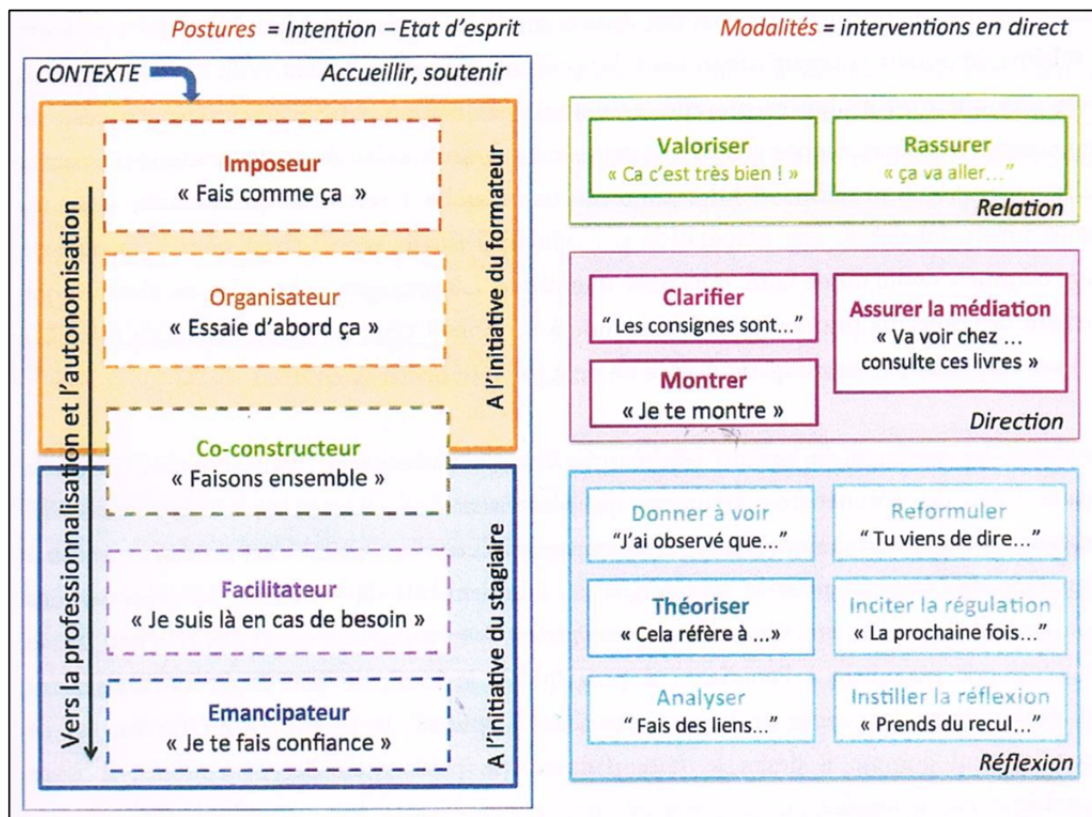 Postures = Intention – Etat d'esprit
CONTEXTE
Accueillir, soutenir
Vers la professionnalisation et l'autonomisation
Imposeur
« Fais comme ça »
Organisateur
« Essaie d'abord ça »
Co-constructeur
« Faisons ensemble »
Facilitateur
« Je suis là en cas de besoin »
Emancipateur
« Je te fais confiance »
A l'initiative du formateur
A l'initiative du stagiaire
Modalités = interventions en direct
Valoriser
« Ca c'est très bien ! »
Rassurer
« ça va aller... »
Relation
Clarifier
“ Les consignes sont...”
Montrer
« Je te montre »
Assurer la médiation
« Va voir chez ...
consulte ces livres »
Direction
Donner à voir
“J'ai observé que...”
Reformuler
“ Tu viens de dire...”
Théoriser
« Cela réfère à ...»
Inciter la régulation
« La prochaine fois...”
Analyser
“ Fais des liens...”
Instiller la réflexion
« Prends du recul...”
Réflexion